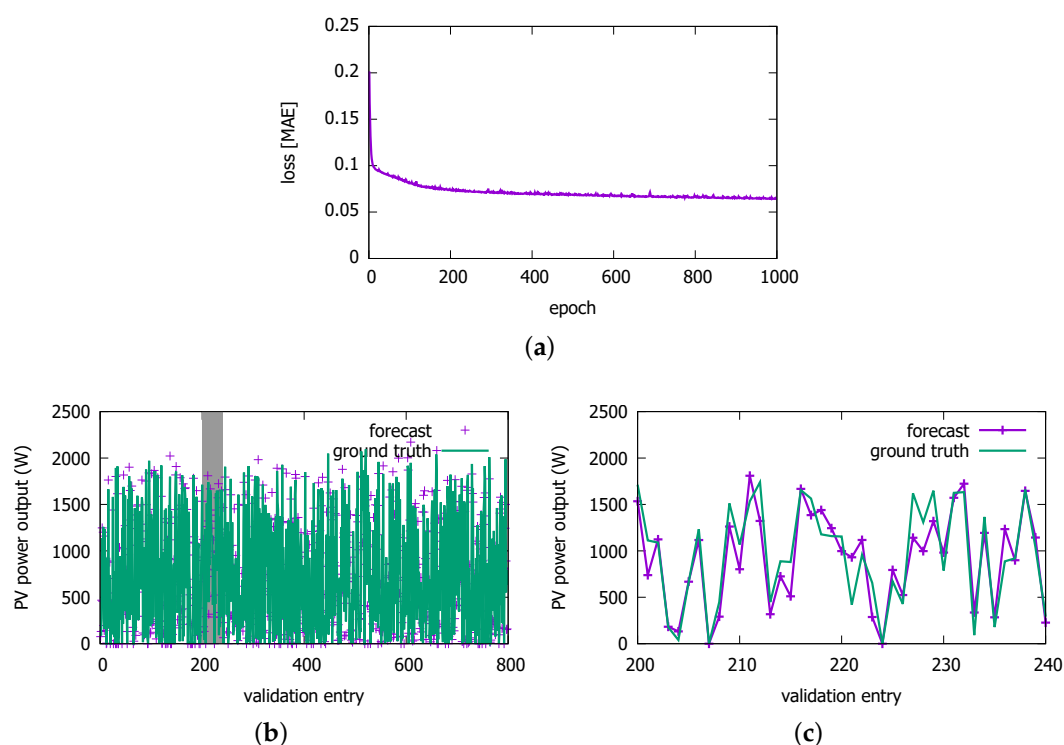 0.25
0.2
0.15
0.1
0.05
0
loss [MAE]
0 200 400 600 800 1000
epoch
(a)
2500
2000
1500
1000
500
0
PV power output (W)
forecast
ground truth
0 200 400 600 800
validation entry
(b)
2500
2000
1500
1000
500
0
PV power output (W)
forecast
ground truth
200 210 220 230 240
validation entry
(c)